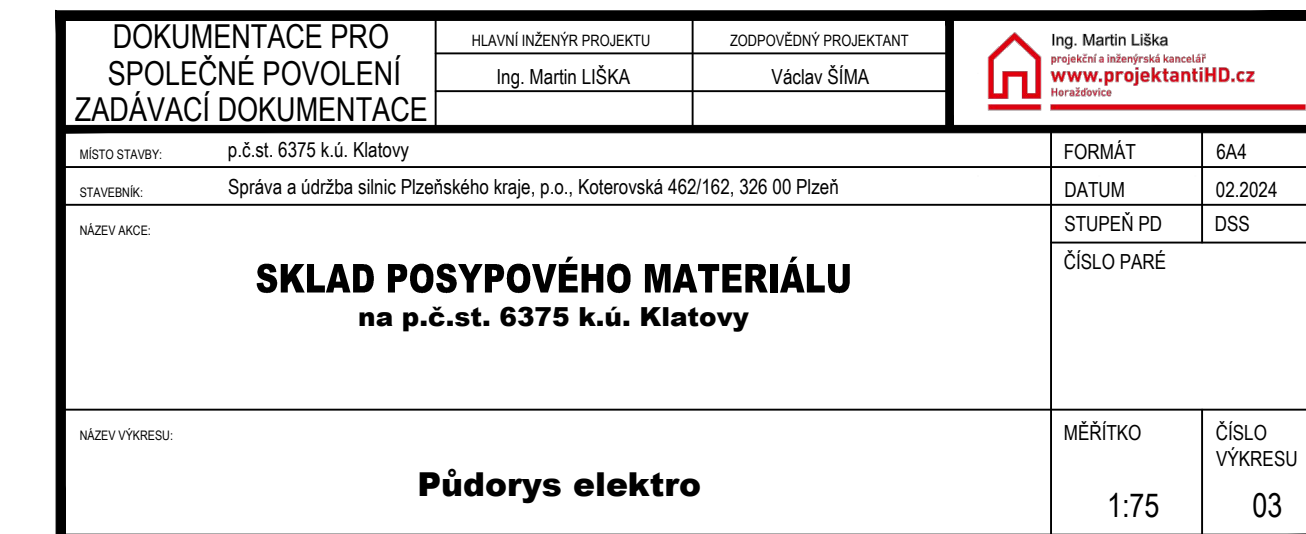 DOKUMENTACE PRO
SPOLEČNÉ POVOLENÍ
ZADÁVACÍ DOKUMENTACE
HLAVNÍ INŽENÝR PROJEKTU
Ing. Martin LIŠKA
ZODPOVĚDNÝ PROJEKTANT
Václav ŠÍMA
Ing. Martin Liška
projekční a inženýrská kancelář
www.projektantiHD.cz
Horažďovice
MÍSTO STAVBY: p.č.st. 6375 k.ú. Klatovy
FORMÁT 6A4
STAVEBNÍK: Správa a údržba silnic Plzeňského kraje, p.o., Koterovská 462/162, 326 00 Plzeň
DATUM 02.2024
NÁZEV AKCE:
STUPEŇ PD DSS
SKLAD POSYPOVÉHO MATERIÁLU
na p.č.st. 6375 k.ú. Klatovy
ČÍSLO PARÉ
NÁZEV VÝKRESU:
Půdorys elektro
MĚŘÍTKO
1:75
ČÍSLO
VÝKRESU
03